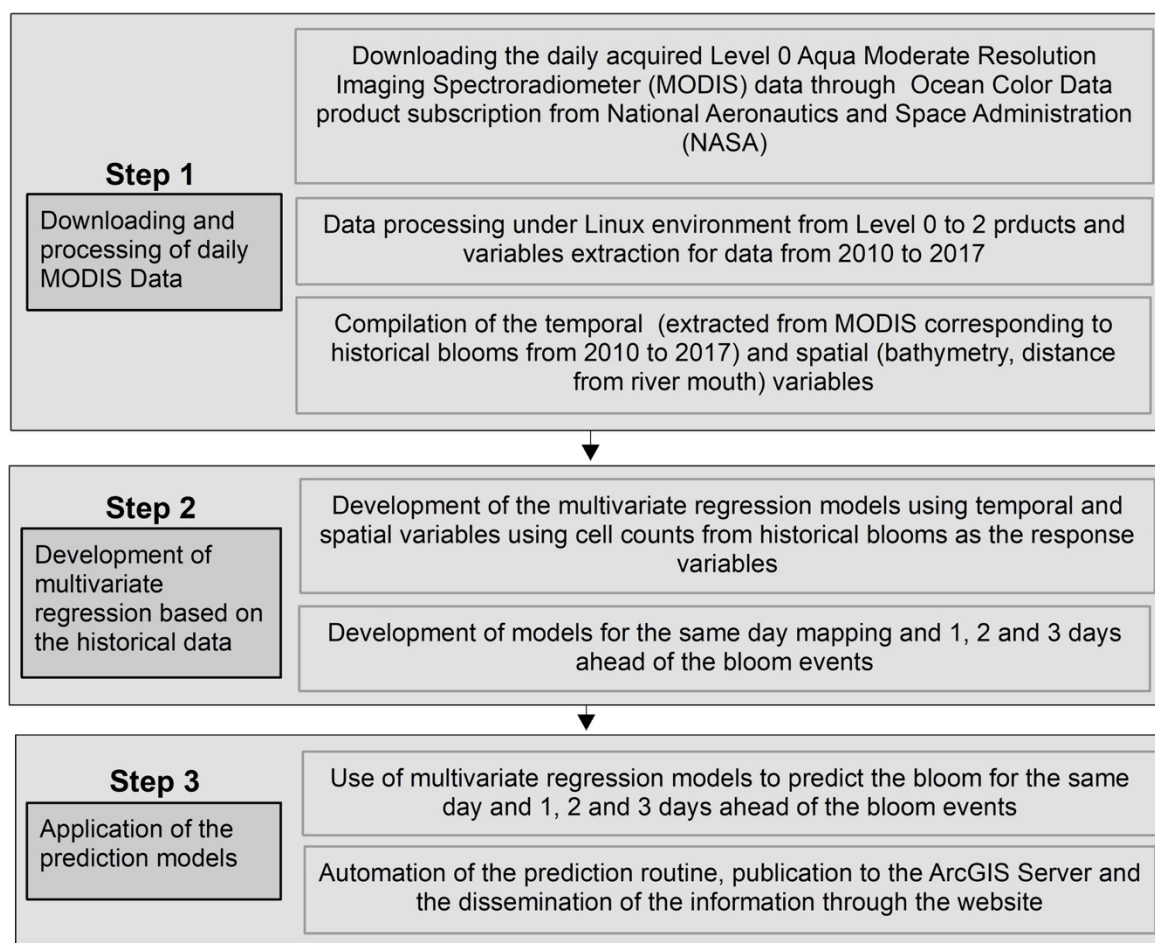 Step 1
Downloading and
processing of daily
MODIS Data
Downloading the daily acquired Level 0 Aqua Moderate Resolution
Imaging Spectroradiometer (MODIS) data through Ocean Color Data
product subscription from National Aeronautics and Space Administration
(NASA)
Data processing under Linux environment from Level 0 to 2 prducts and
variables extraction for data from 2010 to 2017
Compilation of the temporal (extracted from MODIS corresponding to
historical blooms from 2010 to 2017) and spatial (bathymetry, distance
from river mouth) variables
Step 2
Development of
multivariate
regression based on
the historical data
Development of the multivariate regression models using temporal and
spatial variables using cell counts from historical blooms as the response
variables
Development of models for the same day mapping and 1, 2 and 3 days
ahead of the bloom events
Step 3
Application of the
prediction models
Use of multivariate regression models to predict the bloom for the same
day and 1, 2 and 3 days ahead of the bloom events
Automation of the prediction routine, publication to the ArcGIS Server and
the dissemination of the information through the website